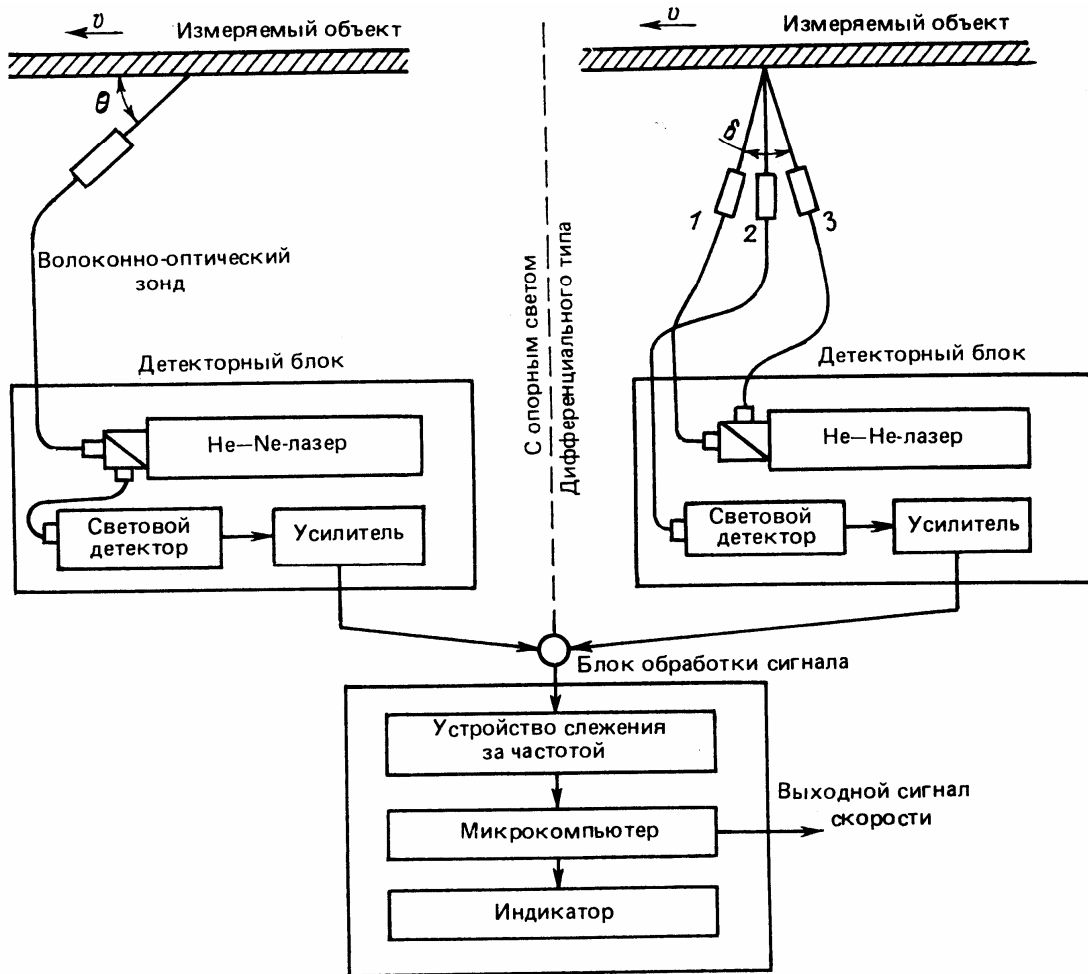 v
Измеряемый объект
θ
Волоконно-оптический
зонд
Детекторный блок
He—Ne-лазер
Световой
детектор
Усилитель
С опорным светом
Дифференциального типа
v
Измеряемый объект
δ
1
2
3
Детекторный блок
He—He-лазер
Световой
детектор
Усилитель
Блок обработки сигнала
Устройство слежения
за частотой
Микрокомпьютер
Индикатор
Выходной сигнал
скорости